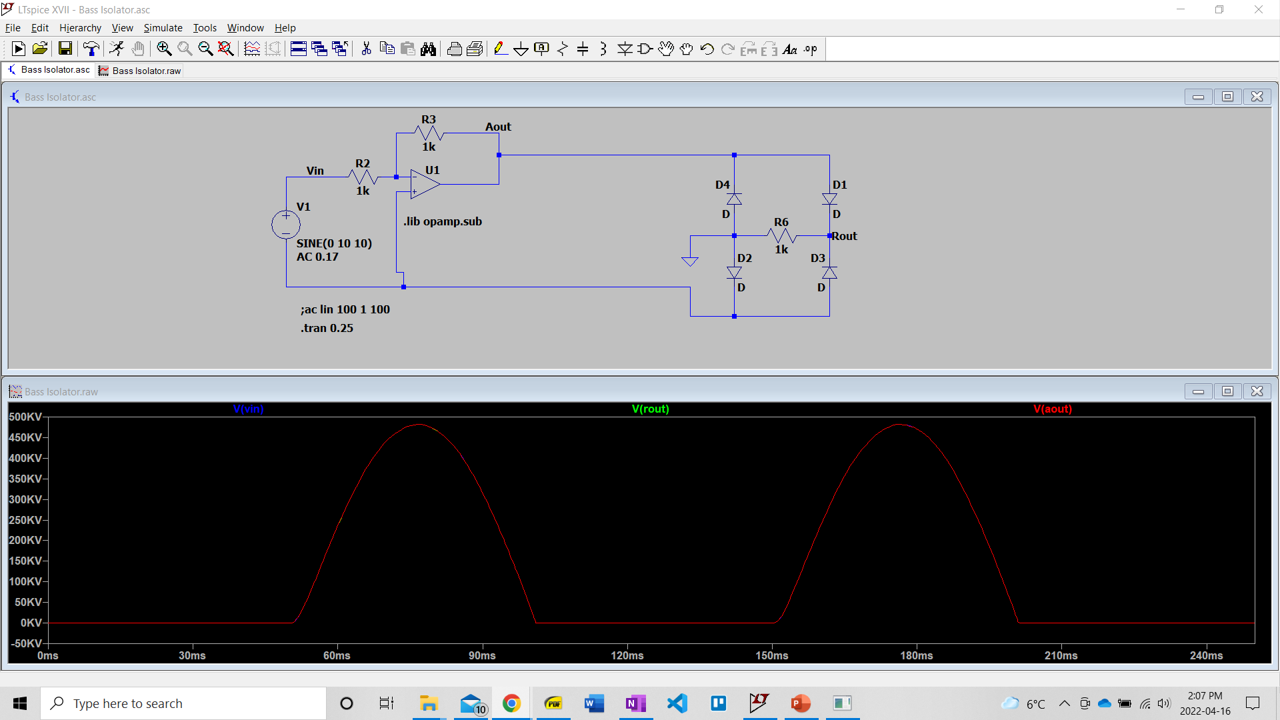 LTspice XVII - Bass Isolator.asc
File Edit Hierarchy View Simulate Tools Window Help
Bass Isolator.asc Bass Isolator.raw
Bass Isolator.asc
R3
1k
Aout
Vin
R2
1k
U1
V1
.lib opamp.sub
SINE(0 10 10)
AC 0.17
;ac lin 100 1 100
.tran 0.25
D4
D
D1
D
R6
1k
Rout
D2
D
D3
D
Bass Isolator.raw
V(vin) V(rout) V(aout)
500KV
450KV
400KV
350KV
300KV
250KV
200KV
150KV
100KV
50KV
0KV
-50KV
0ms 30ms 60ms 90ms 120ms 150ms 180ms 210ms 240ms
Type here to search
10
6°C
2:07 PM
2022-04-16